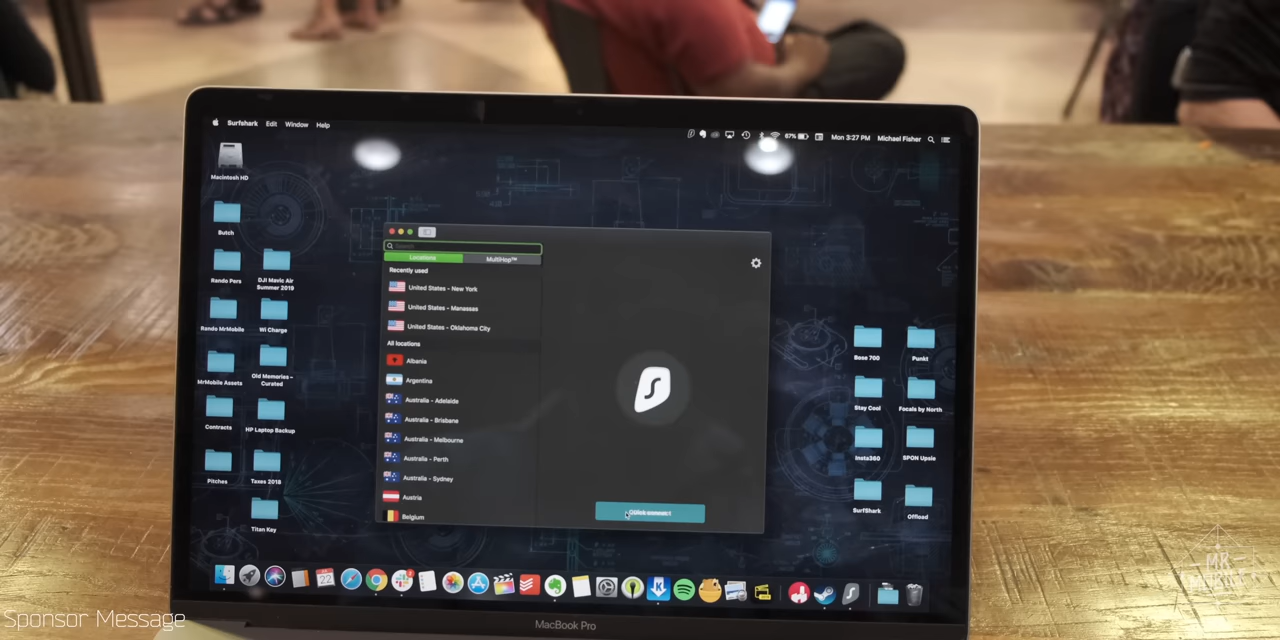 Surfshark Edit Window Help
67% Mon 3:27 PM Michael Fisher
Macintosh HD
Butch
Rando Pers
DJI Mavic Air
Summer 2019
Rando MrMobile
Wi Charge
MrMobile Assets
Old Memories -
Curated
Contracts
HP Laptop Backup
Pitches
Taxes 2018
Titan Key
Search
Locations
MultiHop™
Recently used
United States - New York
United States - Manassas
United States - Oklahoma City
All locations
Albania
Argentina
Australia - Adelaide
Australia - Brisbane
Australia - Melbourne
Australia - Perth
Australia - Sydney
Austria
Belgium
Bose 700
Punkt
Stay Cool
Focals by North
Insta360
SPON Upsie
SurfShark
Offload
22
MacBook Pro
Sponsor Message